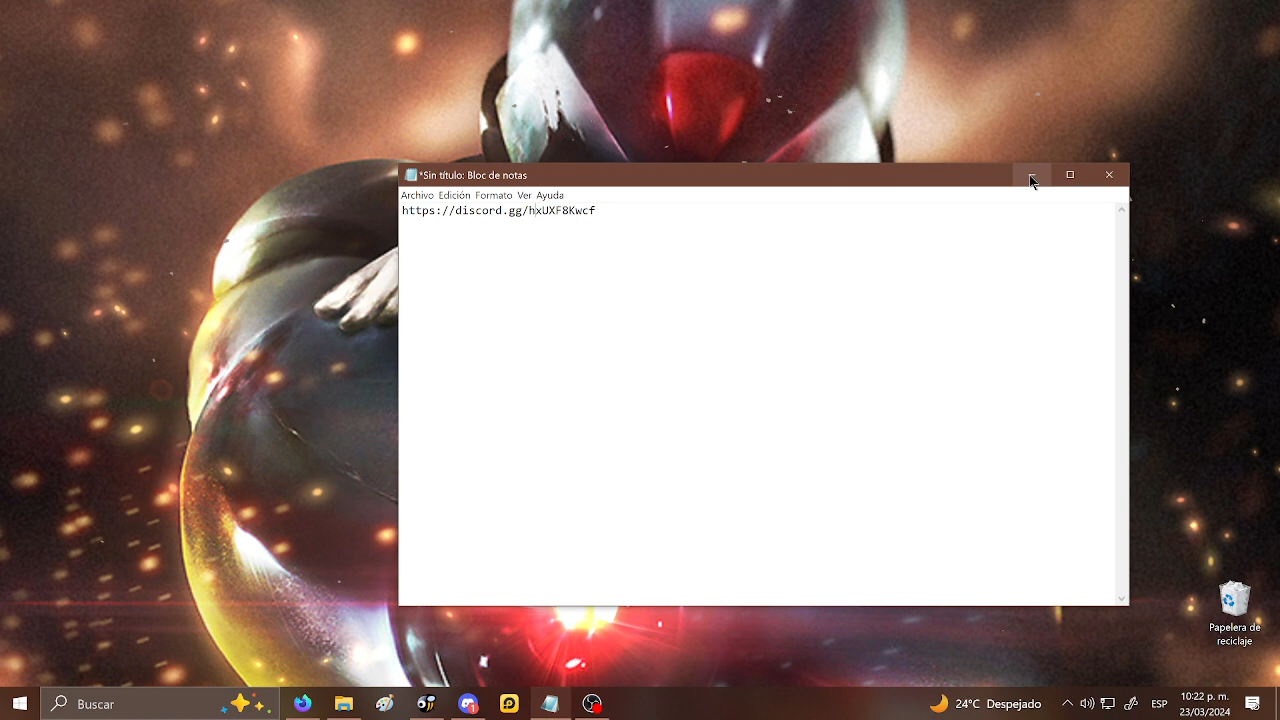 *Sin título: Bloc de notas
Archivo Edición Formato Ver Ayuda
https://discord.gg/hxUXF8Kwcf
Papelera de
reciclaje
Buscar
1
24°C Despejado
ESP
10:22 p. m.
23/03/2024